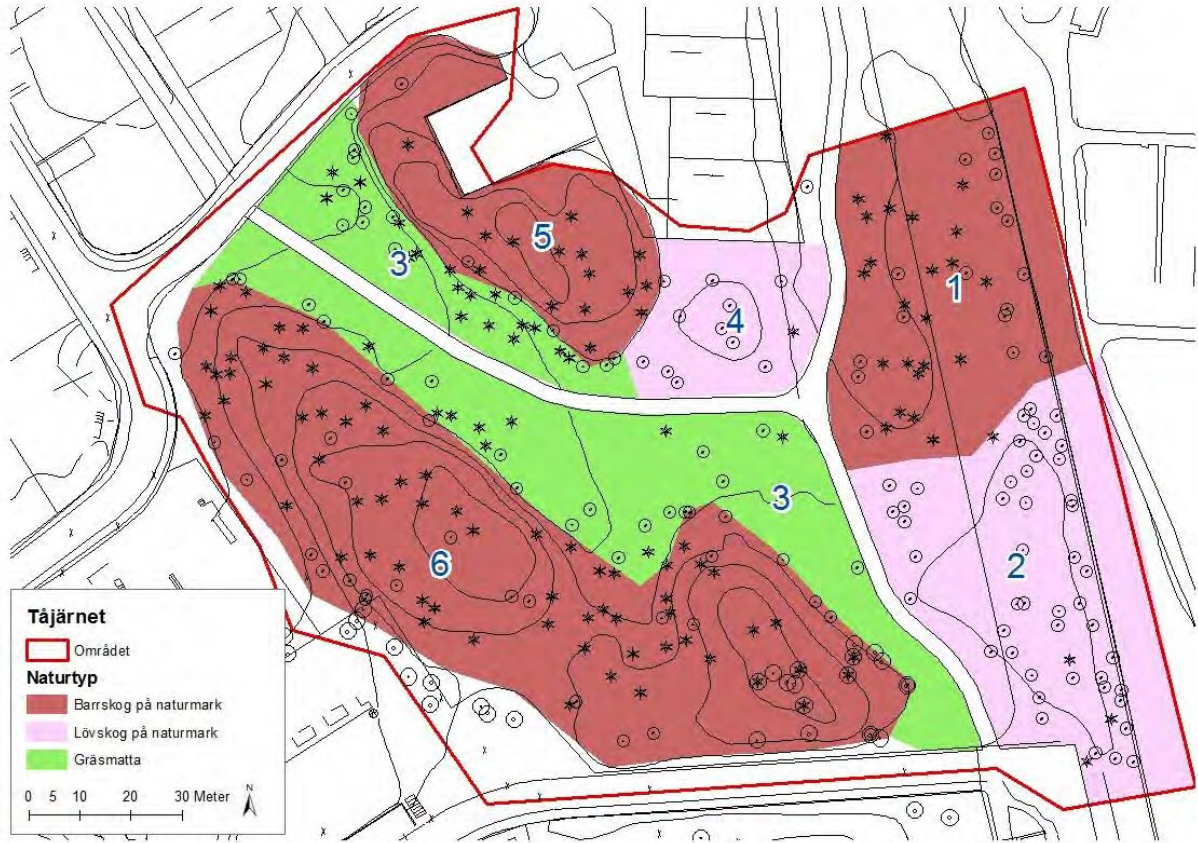 5
3
4
1
3
2
6
Tåjärnet
Området
Naturtyp
Barrskog på naturmark
Lövskog på naturmark
Gräsmatta
0 5 10 20 30 Meter
N